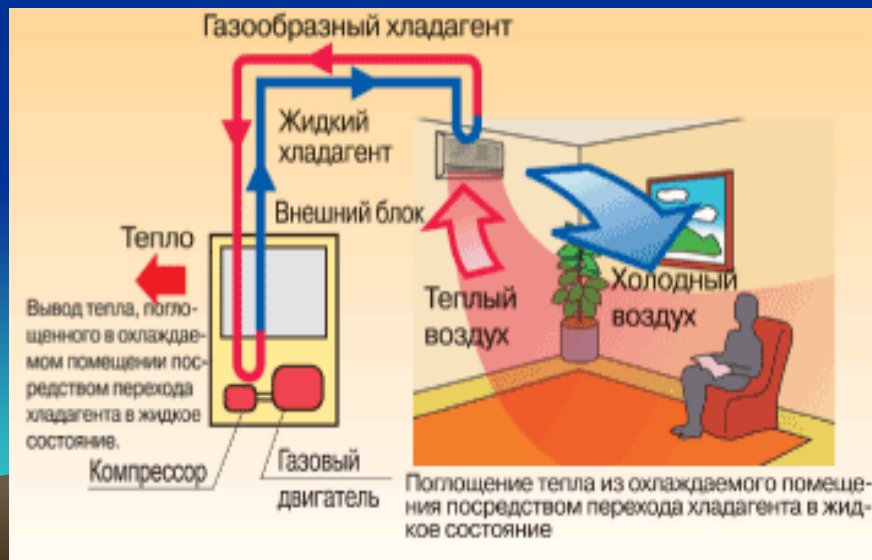 Газообразный хладагент
Жидкий
хладагент
Внешний блок
Тепло
Вывод тепла, погло-
щенного в охлаждае-
мом помещении пос-
редством перехода
хладагента в жидкое
состояние.
Компрессор
Газовый
двигатель
Теплый
воздух
Холодный
воздух
Поглощение тепла из охлаждаемого помеще-
ния посредством перехода хладагента в жид-
кое состояние